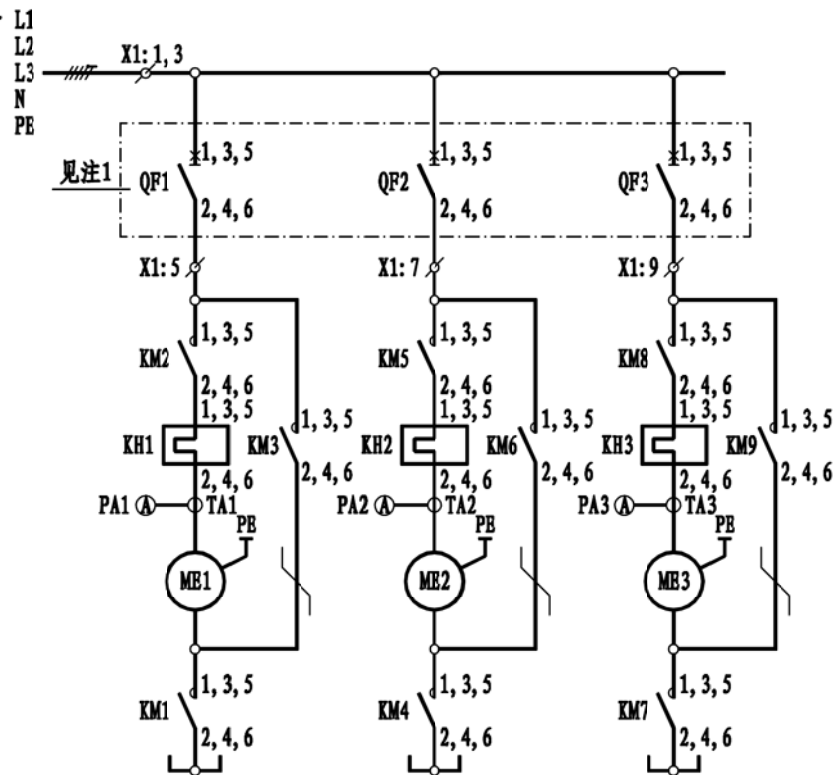 L1
L2
L3
N
PE
X1:1,3
见注1
QF1
1,3,5
2,4,6
QF2
1,3,5
2,4,6
QF3
1,3,5
2,4,6
X1:5
X1:7
X1:9
KM2
1,3,5
2,4,6
KM5
1,3,5
2,4,6
KM8
1,3,5
2,4,6
KH1
1,3,5
2,4,6
KM3
1,3,5
2,4,6
KH2
1,3,5
2,4,6
KM6
1,3,5
2,4,6
KH3
1,3,5
2,4,6
KM9
1,3,5
2,4,6
PA1
A
TA1
PE
PA2
A
TA2
PE
PA3
A
TA3
PE
ME1
ME2
ME3
KM1
1,3,5
2,4,6
KM4
1,3,5
2,4,6
KM7
1,3,5
2,4,6